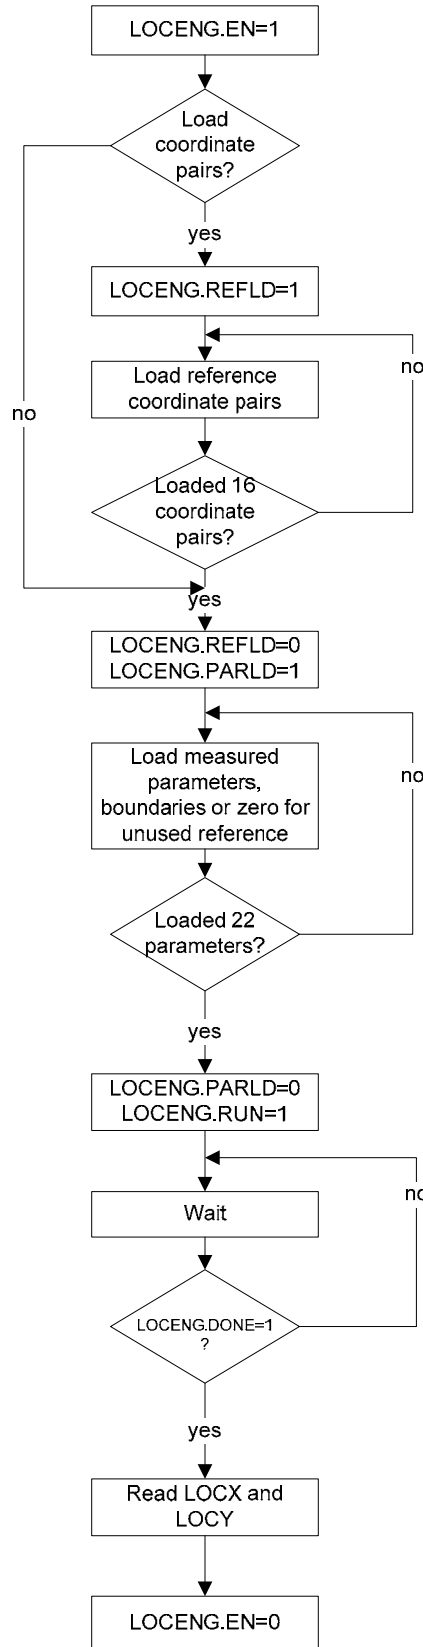 LOCENG.EN=1
Load
coordinate
pairs?
yes
LOCENG.REFLD=1
no
Load reference
coordinate pairs
no
Loaded 16
coordinate
pairs?
yes
LOCENG.REFLD=0
LOCENG.PARLD=1
Load measured
parameters,
boundaries or zero for
unused reference
no
Loaded 22
parameters?
yes
LOCENG.PARLD=0
LOCENG.RUN=1
no
Wait
LOCENG.DONE=1
?
yes
Read LOCX and
LOCY
LOCENG.EN=0